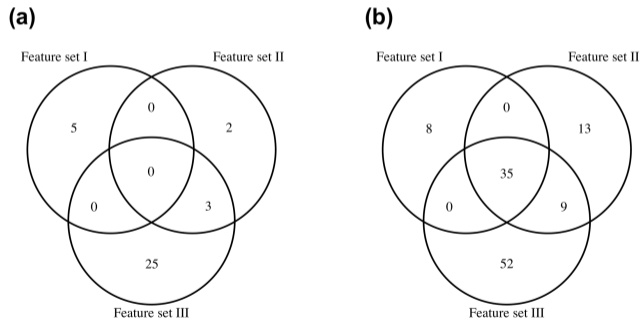 (a)
Feature set I
Feature set II
5
0
2
0
0
3
25
Feature set III
(b)
Feature set I
Feature set II
8
0
13
35
0
9
52
Feature set III